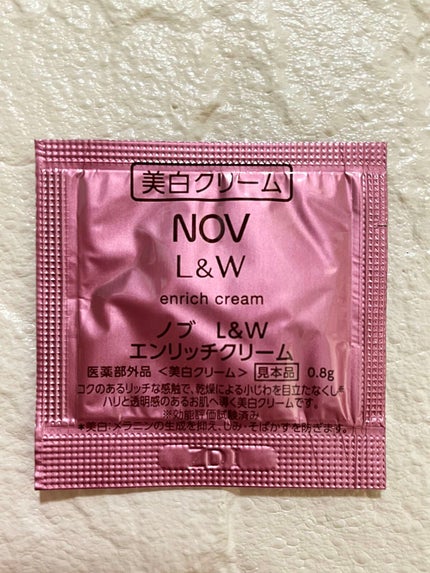 美白クリーム
NOV
L&W
enrich cream
ノブ L&W
エンリッチクリーム
医薬部外品 <美白クリーム> 見本品 0.8g
コクのあるリッチな感触で、乾燥による小じわを目立たなくし※
ハリと透明感のあるお肌へ導く美白クリームです。
※効能評価試験済み
*美白:メラニンの生成を抑え、しみ・そばかすを防ぎます。